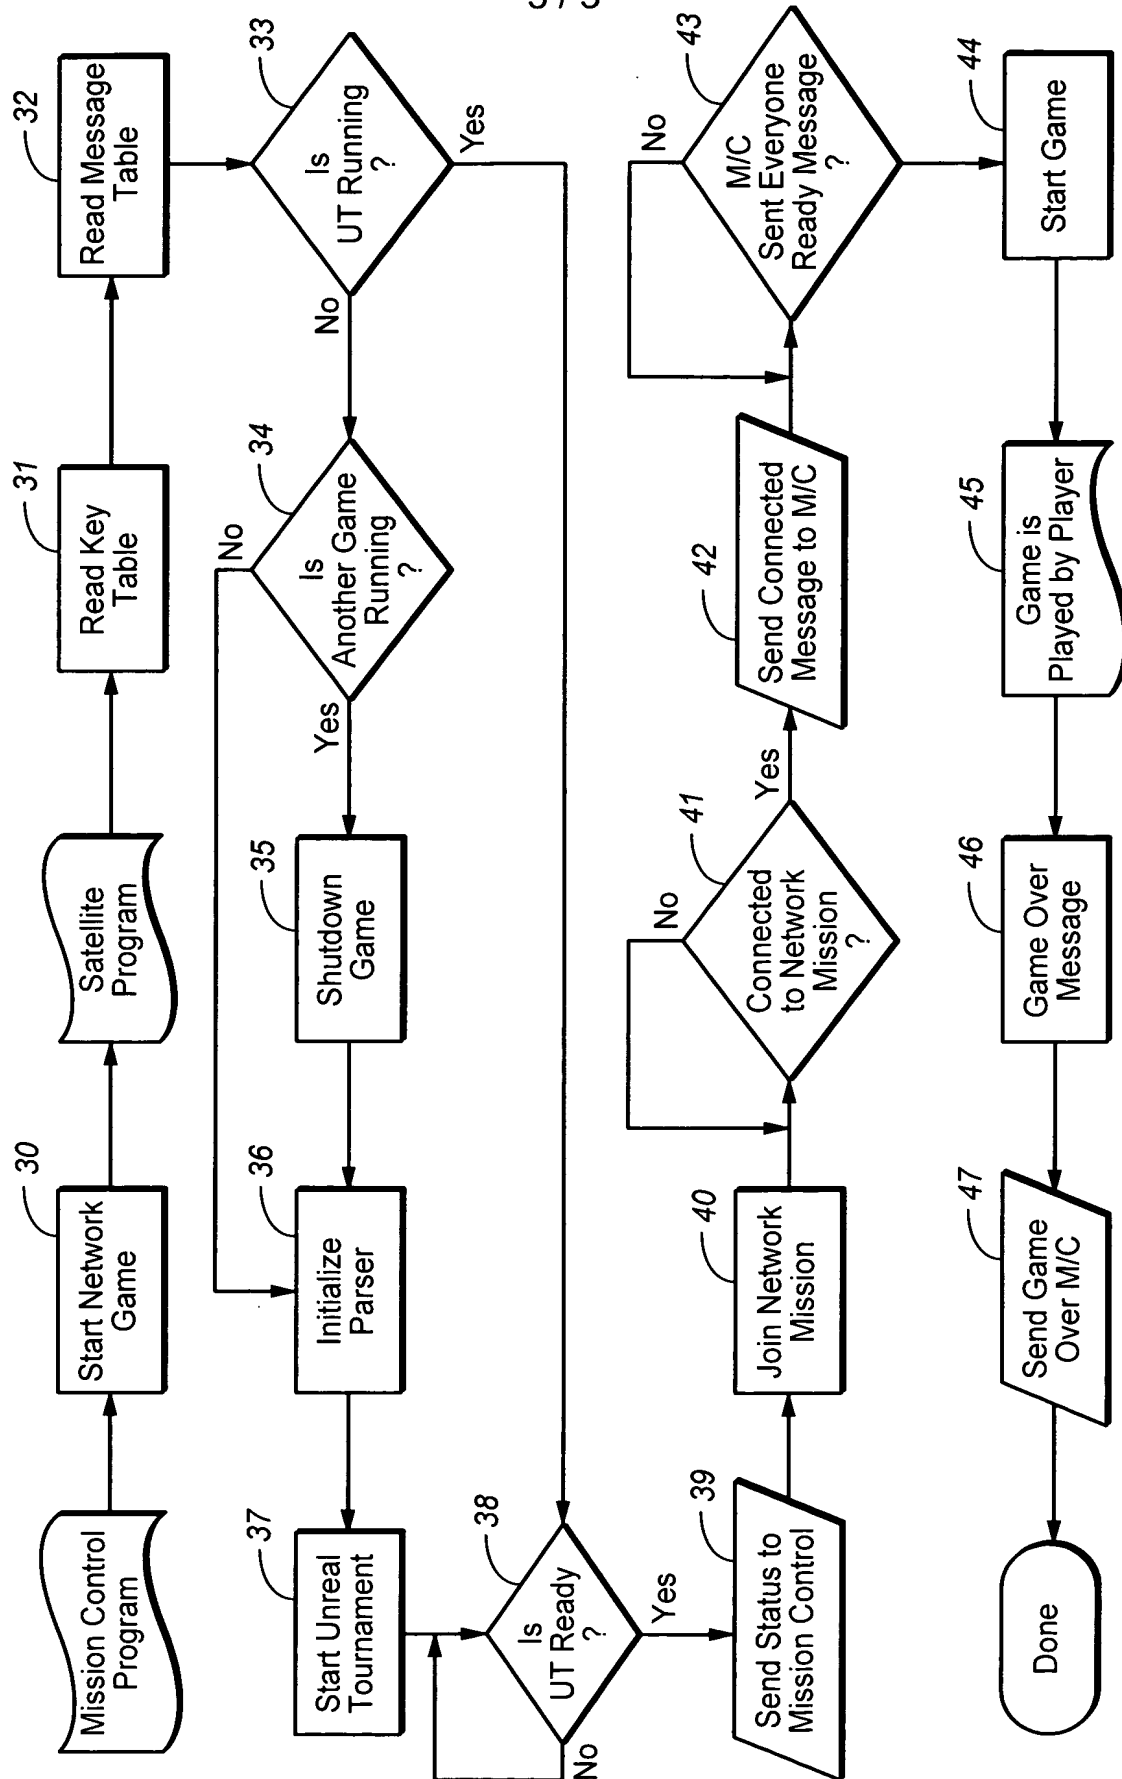 3 / 3
Mission Control
Program
30
Start Network
Game
Satellite
Program
31
Read Key
Table
32
Read Message
Table
33
Is
UT Running
?
Yes
No
34
Is
Another Game
Running
?
No
Yes
35
Shutdown
Game
36
Initialize
Parser
37
Start Unreal
Tournament
38
Is
UT Ready
?
No
Yes
39
Send Status to
Mission Control
40
Join Network
Mission
41
Connected
to Network
Mission
?
No
Yes
42
Send Connected
Message to M/C
43
M/C
Sent Everyone
Ready Message
?
No
44
Start Game
45
Game is
Played by Player
46
Game Over
Message
47
Send Game
Over M/C
Done